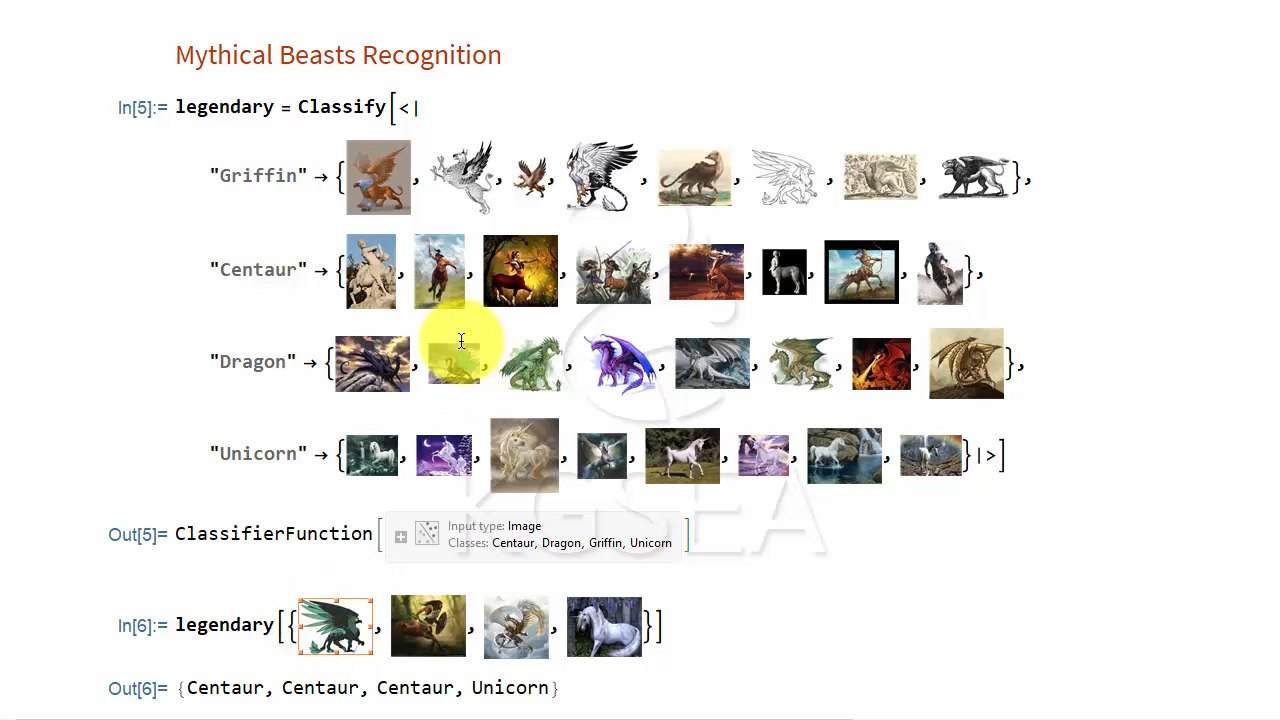 Mythical Beasts Recognition
In[5]:= legendary = Classify[<|
"Griffin" → { , , , , , , , },
"Centaur" → { , , , , , , , },
"Dragon" → { , , , , , , , },
"Unicorn" → { , , , , , , , }|>]
KGSEA
Out[5]= ClassifierFunction[ Input type: Image
Classes: Centaur, Dragon, Griffin, Unicorn ]
In[6]:= legendary[{ , , , }]
Out[6]= {Centaur, Centaur, Centaur, Unicorn}